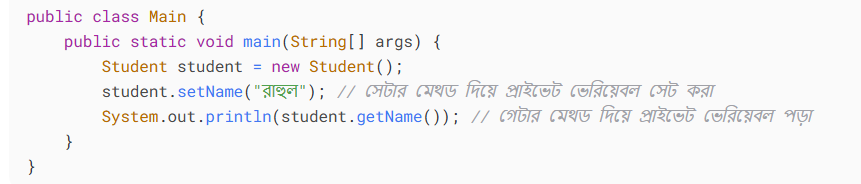 public class Main {
public static void main(String[] args) {
Student student = new Student();
student.setName("রাহুল"); // সেটার মেথড দিয়ে প্রাইভেট ভেরিয়েবল সেট করা
System.out.println(student.getName()); // গেটার মেথড দিয়ে প্রাইভেট ভেরিয়েবল পড়া
}
}